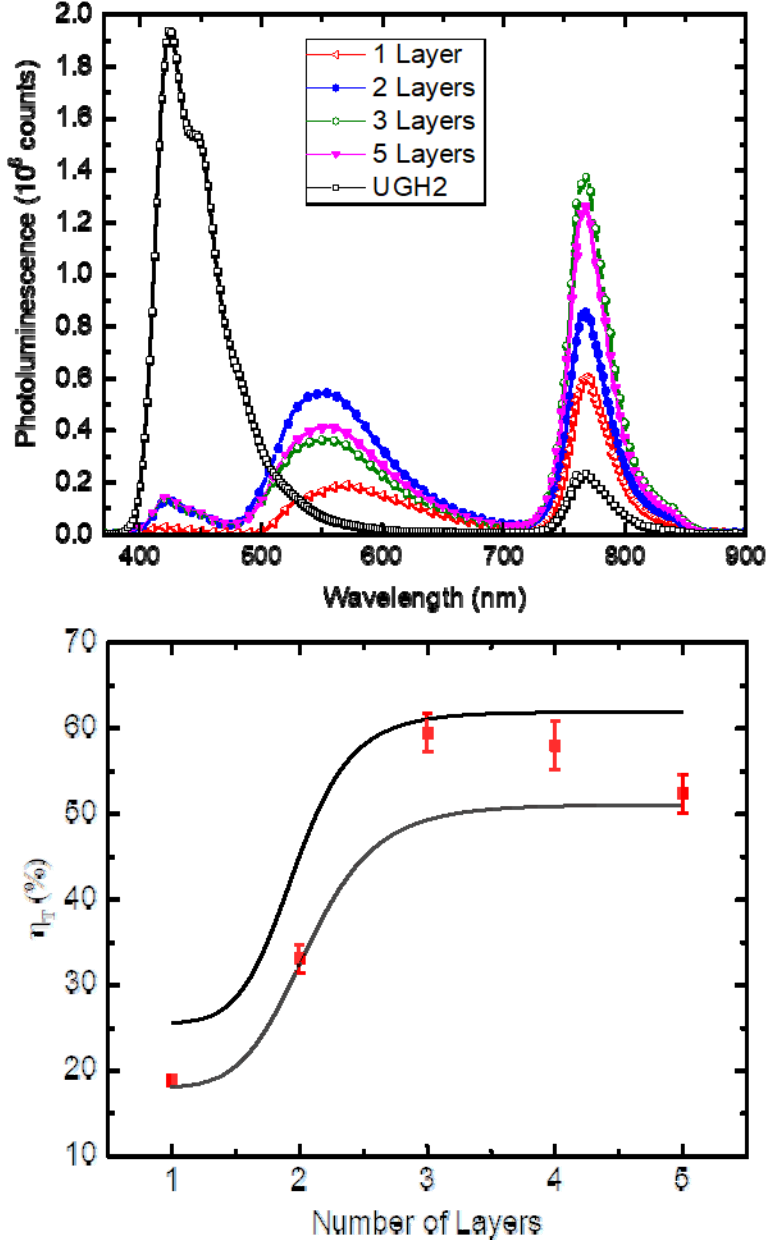 2.0
1.8
1.6
1.4
1.2
1.0
0.8
0.6
0.4
0.2
0.0
Photoluminescence (10⁶ counts)
1 Layer
2 Layers
3 Layers
5 Layers
UGH2
400 500 600 700 800 900
Wavelength (nm)
70
60
50
40
30
20
10
η_T (%)
1 2 3 4 5
Number of Layers